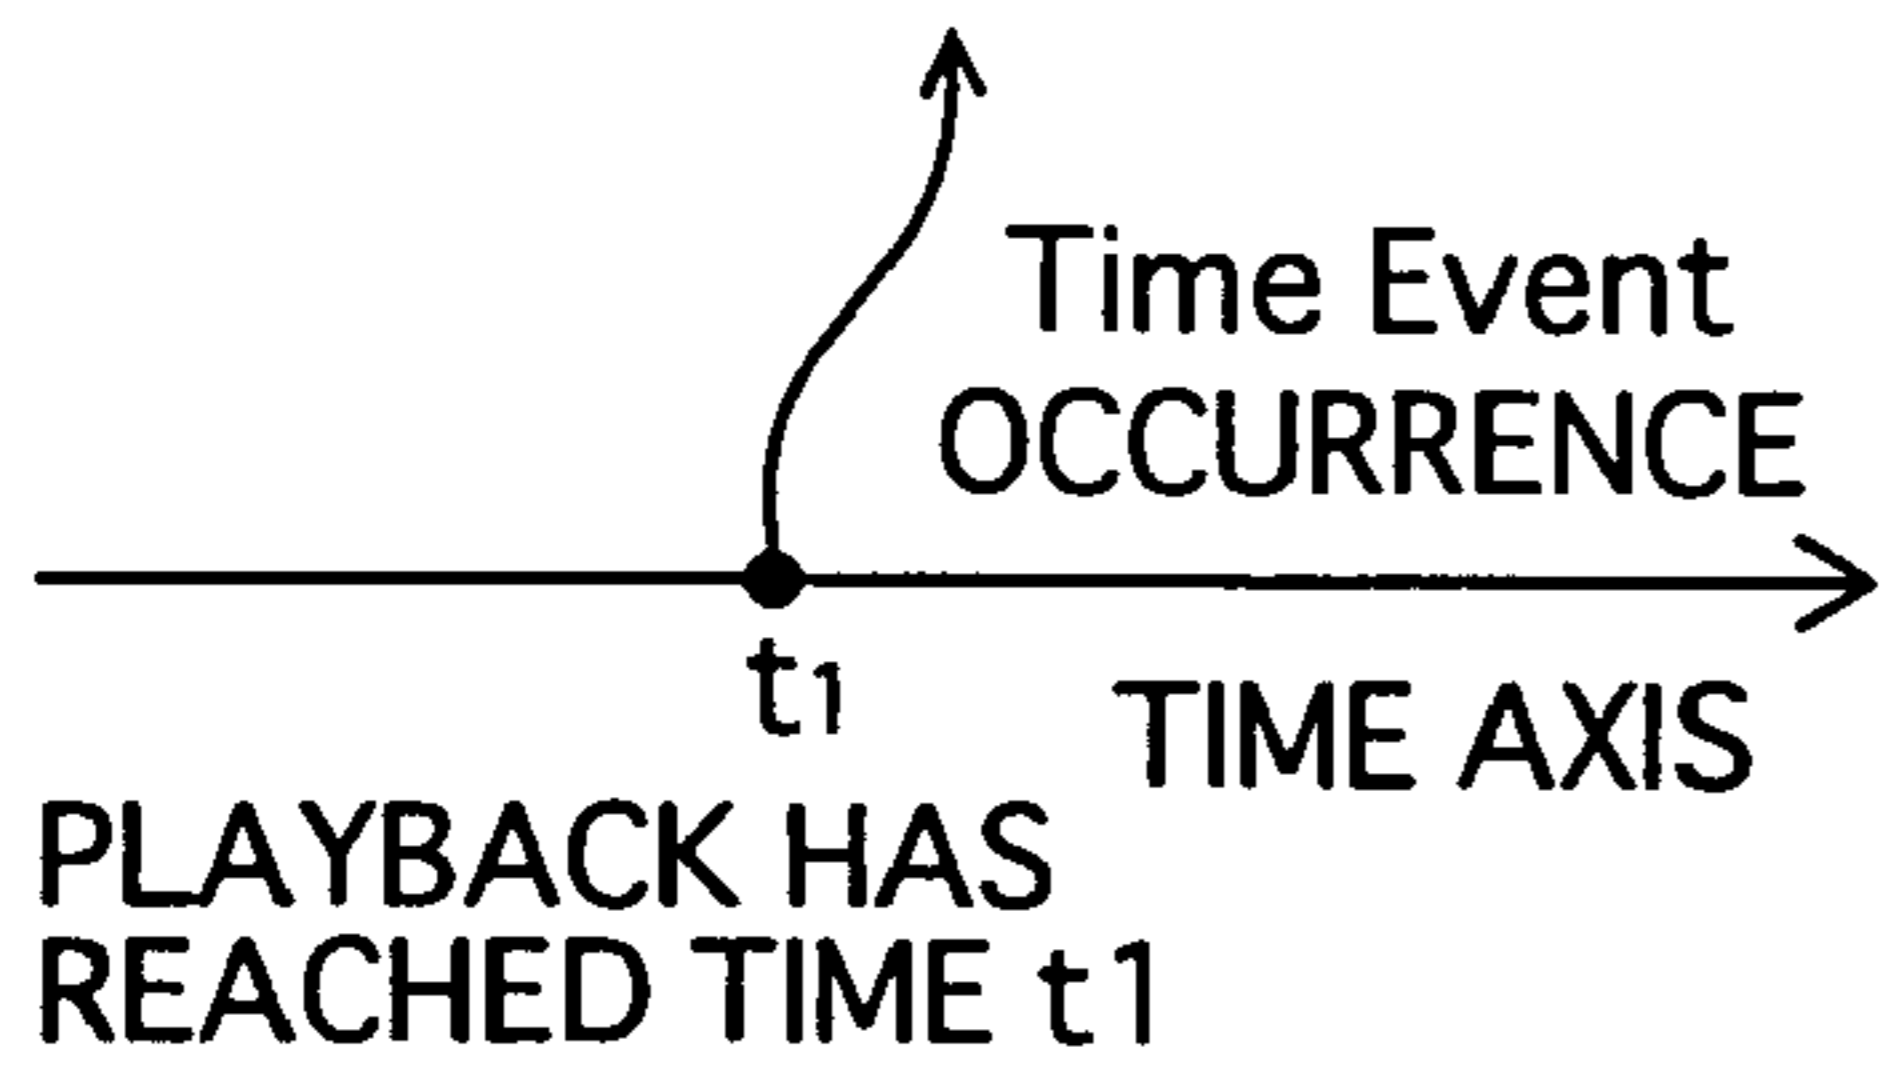 Time Event
OCCURRENCE
t1
TIME AXIS
PLAYBACK HAS
REACHED TIME t1